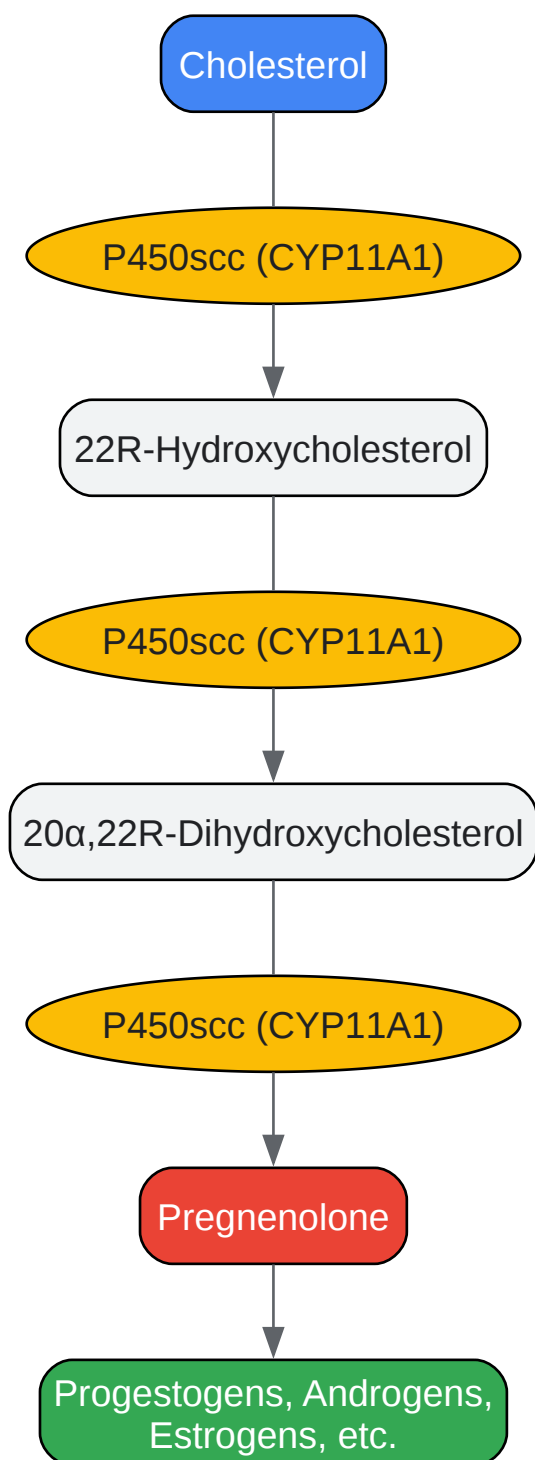 Cholesterol
P450scc (CYP11A1)
22R-Hydroxycholesterol
P450scc (CYP11A1)
20α,22R-Dihydroxycholesterol
P450scc (CYP11A1)
Pregnenolone
Progestogens, Androgens,
Estrogens, etc.